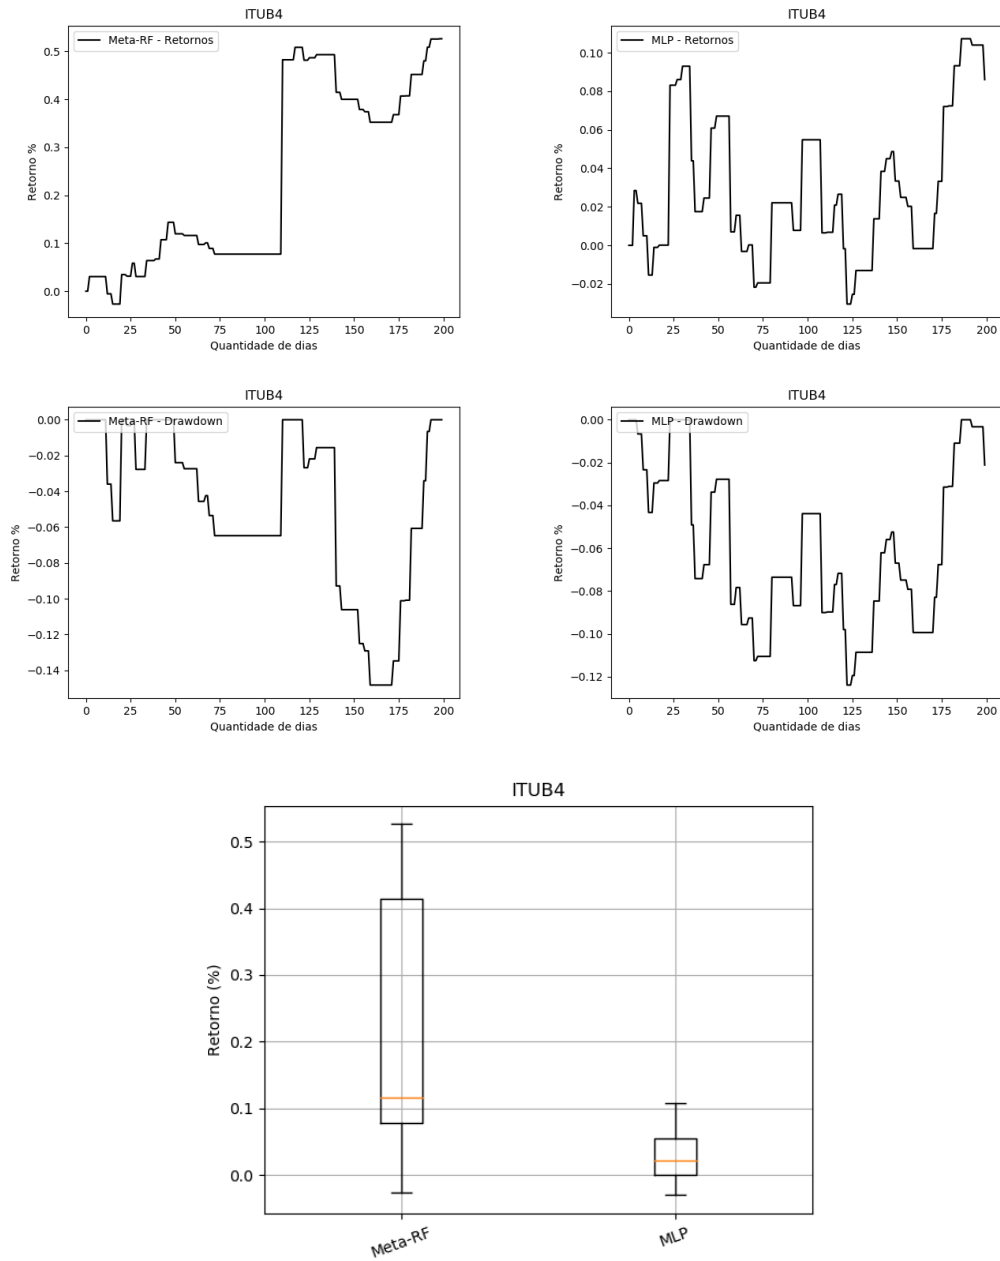 ITUB4
Meta-RF - Retornos
Retorno %
0.5
0.4
0.3
0.2
0.1
0.0
0 25 50 75 100 125 150 175 200
Quantidade de dias
ITUB4
MLP - Retornos
Retorno %
0.10
0.08
0.06
0.04
0.02
0.00
−0.02
0 25 50 75 100 125 150 175 200
Quantidade de dias
ITUB4
Meta-RF - Drawdown
Retorno %
0.00
−0.02
−0.04
−0.06
−0.08
−0.10
−0.12
−0.14
0 25 50 75 100 125 150 175 200
Quantidade de dias
ITUB4
MLP - Drawdown
Retorno %
0.00
−0.02
−0.04
−0.06
−0.08
−0.10
−0.12
0 25 50 75 100 125 150 175 200
Quantidade de dias
ITUB4
Retorno (%)
0.5
0.4
0.3
0.2
0.1
0.0
Meta-RF MLP